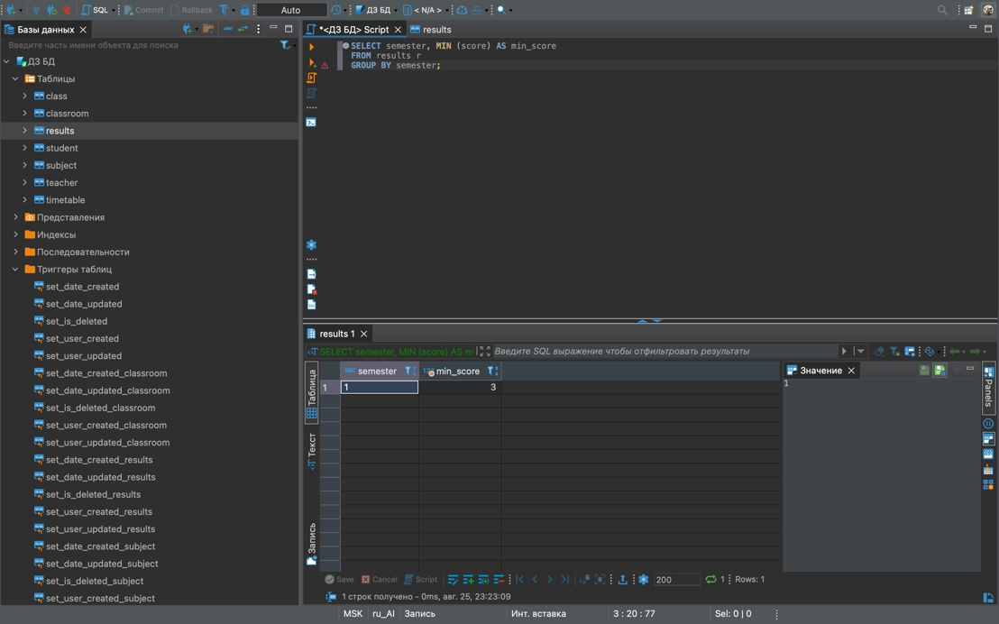 SQL Commit Rollback Auto ДЗ БД < N/A >
Базы данных
Введите часть имени объекта для поиска
ДЗ БД
Таблицы
class
classroom
results
student
subject
teacher
timetable
Представления
Индексы
Последовательности
Триггеры таблиц
set_date_created
set_date_updated
set_is_deleted
set_user_created
set_user_updated
set_date_created_classroom
set_date_updated_classroom
set_is_deleted_classroom
set_user_created_classroom
set_user_updated_classroom
set_date_created_results
set_date_updated_results
set_is_deleted_results
set_user_created_results
set_user_updated_results
set_date_created_subject
set_date_updated_subject
set_is_deleted_subject
set_user_created_subject
*<ДЗ БД> Script results
SELECT semester, MIN (score) AS min_score
FROM results r
GROUP BY semester;
results 1
SELECT semester, MIN (score) AS m Введите SQL выражение чтобы отфильтровать результаты
Таблица
Текст
Запись
ABC semester 123 min_score
1 1 3
Значение
1
Panels
Save Cancel Script 200 1 Rows: 1
1 строк получено - 0ms, авг. 25, 23:23:09
MSK ru_AI Запись Инт. вставка 3 : 20 : 77 Sel: 0 | 0